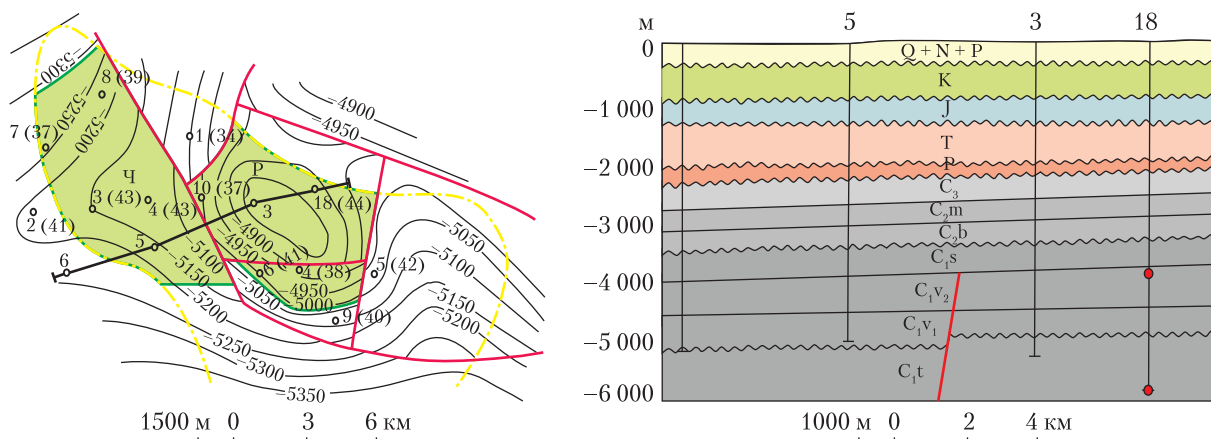 −5300
−5250
−5200
8 (39)
7 (37)
1 (34)
−4900
−4950
Ч
Р
10 (37)
3 (43)
4 (43)
18 (44)
3
2 (41)
5
6
−4900
−4950
−5100
−5150
−5200
−5250
−5300
−5350
−5050
6 (41)
4 (38)
−4950
−5000
5 (42)
9 (40)
−5050
−5100
−5150
−5200
1500 м 0 3 6 км
м 5 3 18
0
−1 000
−2 000
−3 000
−4 000
−5 000
−6 000
Q + N + P
K
J
T
P
C₃
C₂m
C₂b
C₁s
C₁v₂
C₁v₁
C₁t
1000 м 0 2 4 км